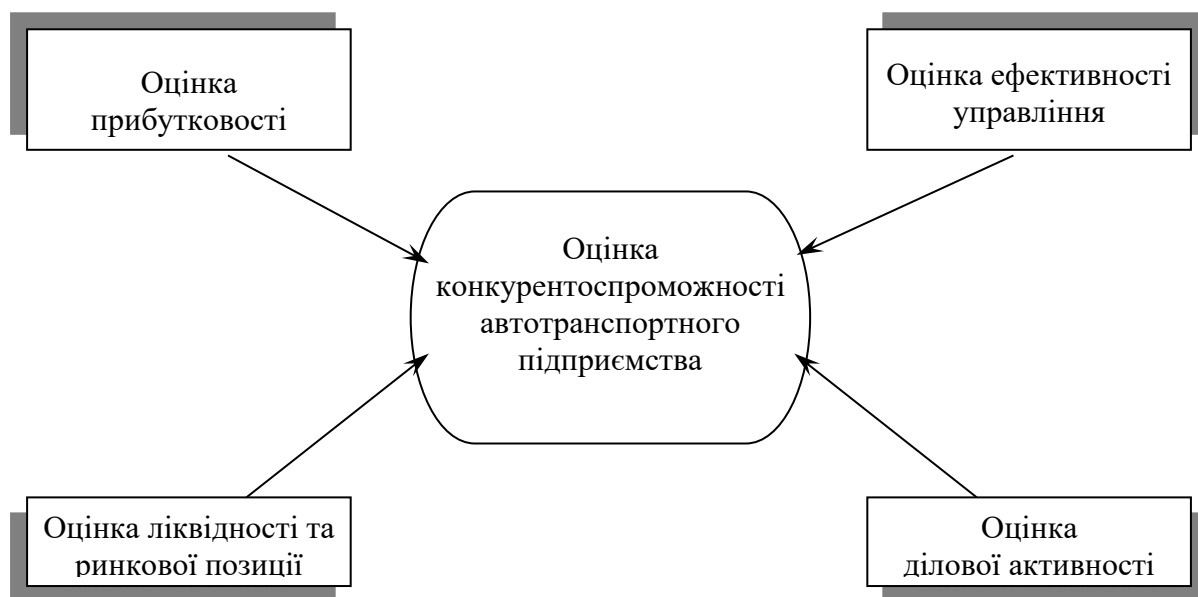 Оцінка
прибутковості
Оцінка ефективності
управління
Оцінка
конкурентоспроможності
автотранспортного
підприємства
Оцінка ліквідності та
ринкової позиції
Оцінка
ділової активності